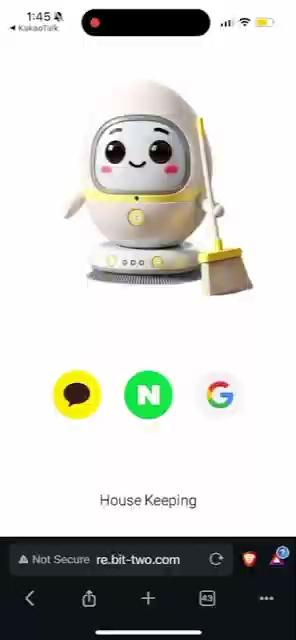 1:45
KakaoTalk
N
G
House Keeping
Not Secure re.bit-two.com
43